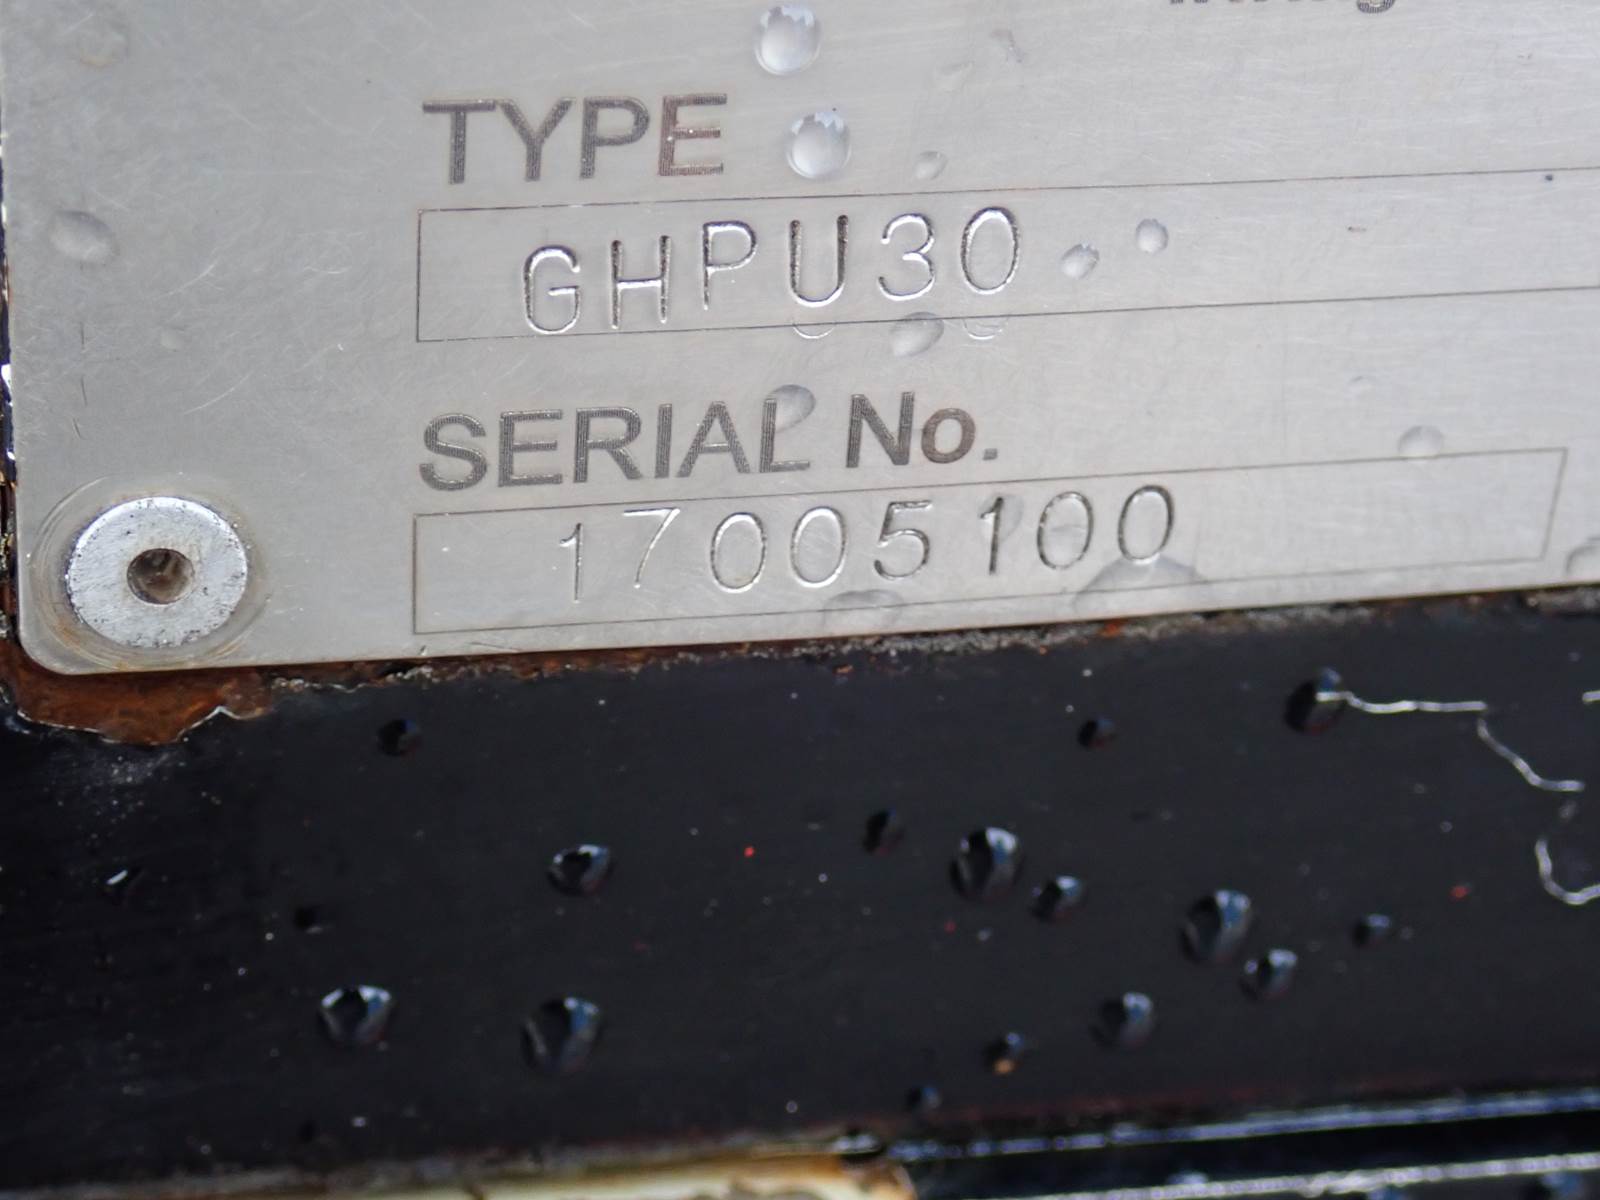 TYPE
GHPU30
SERIAL No.
17005100